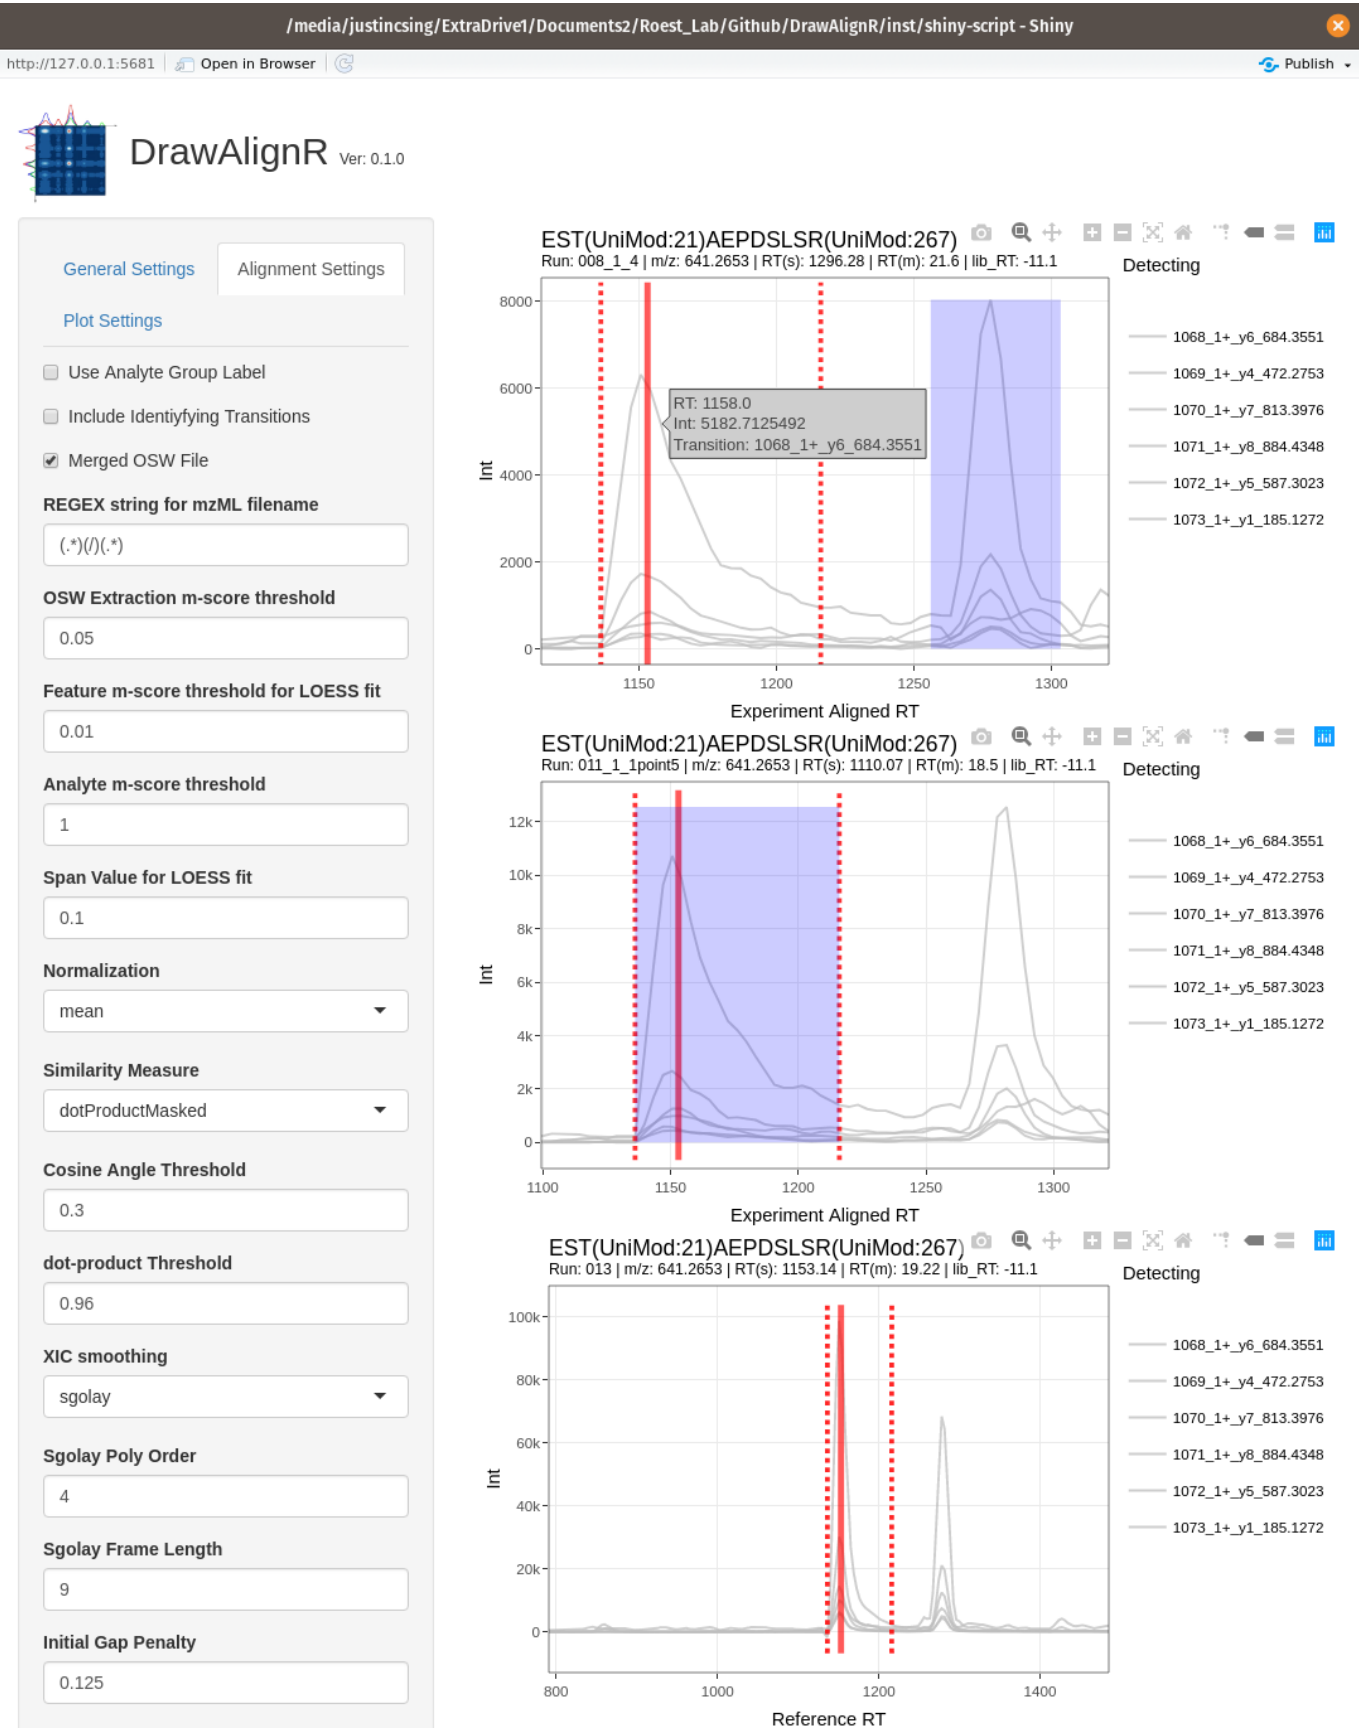 /media/justincsing/ExtraDrive1/Documents2/Roest_Lab/Github/DrawAlignR/inst/shiny-script - Shiny
http://127.0.0.1:5681
Open in Browser
Publish
DrawAlignR Ver: 0.1.0
General Settings
Alignment Settings
Plot Settings
Use Analyte Group Label
Include Identiyfying Transitions
Merged OSW File
REGEX string for mzML filename
(.*)(/)(.*)
OSW Extraction m-score threshold
0.05
Feature m-score threshold for LOESS fit
0.01
Analyte m-score threshold
1
Span Value for LOESS fit
0.1
Normalization
mean
Similarity Measure
dotProductMasked
Cosine Angle Threshold
0.3
dot-product Threshold
0.96
XIC smoothing
sgolay
Sgolay Poly Order
4
Sgolay Frame Length
9
Initial Gap Penalty
0.125
EST(UniMod:21)AEPDSLSR(UniMod:267)
Run: 008_1_4 | m/z: 641.2653 | RT(s): 1296.28 | RT(m): 21.6 | lib_RT: -11.1
Detecting
1068_1+_y6_684.3551
1069_1+_y4_472.2753
1070_1+_y7_813.3976
1071_1+_y8_884.4348
1072_1+_y5_587.3023
1073_1+_y1_185.1272
8000
6000
4000
2000
0
Int
RT: 1158.0
Int: 5182.7125492
Transition: 1068_1+_y6_684.3551
1150
1200
1250
1300
Experiment Aligned RT
EST(UniMod:21)AEPDSLSR(UniMod:267)
Run: 011_1_1point5 | m/z: 641.2653 | RT(s): 1110.07 | RT(m): 18.5 | lib_RT: -11.1
Detecting
1068_1+_y6_684.3551
1069_1+_y4_472.2753
1070_1+_y7_813.3976
1071_1+_y8_884.4348
1072_1+_y5_587.3023
1073_1+_y1_185.1272
12k
10k
8k
6k
4k
2k
0
Int
1100
1150
1200
1250
1300
Experiment Aligned RT
EST(UniMod:21)AEPDSLSR(UniMod:267)
Run: 013 | m/z: 641.2653 | RT(s): 1153.14 | RT(m): 19.22 | lib_RT: -11.1
Detecting
1068_1+_y6_684.3551
1069_1+_y4_472.2753
1070_1+_y7_813.3976
1071_1+_y8_884.4348
1072_1+_y5_587.3023
1073_1+_y1_185.1272
100k
80k
60k
40k
20k
0
Int
800
1000
1200
1400
Reference RT